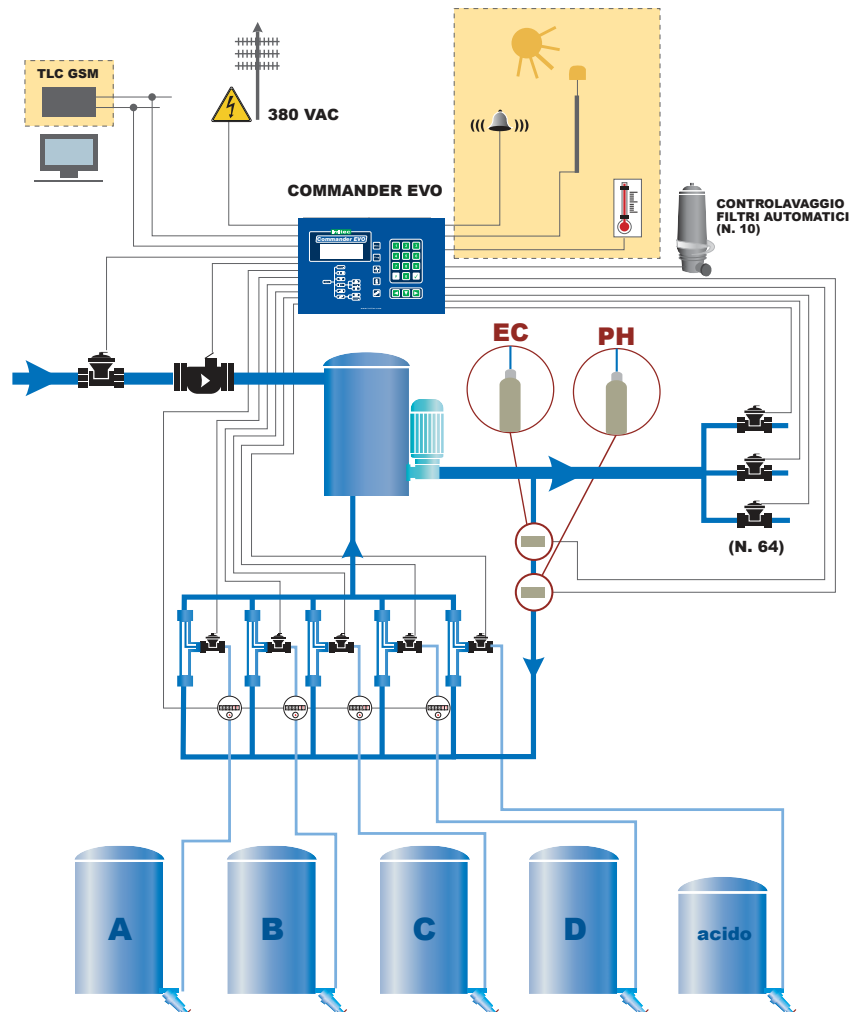 TLC GSM
380 VAC
COMMANDER EVO
CONTROLAVAGGIO
FILTRI AUTOMATICI
(N. 10)
Commander EVO
EC
PH
(N. 64)
A
B
C
D
acido